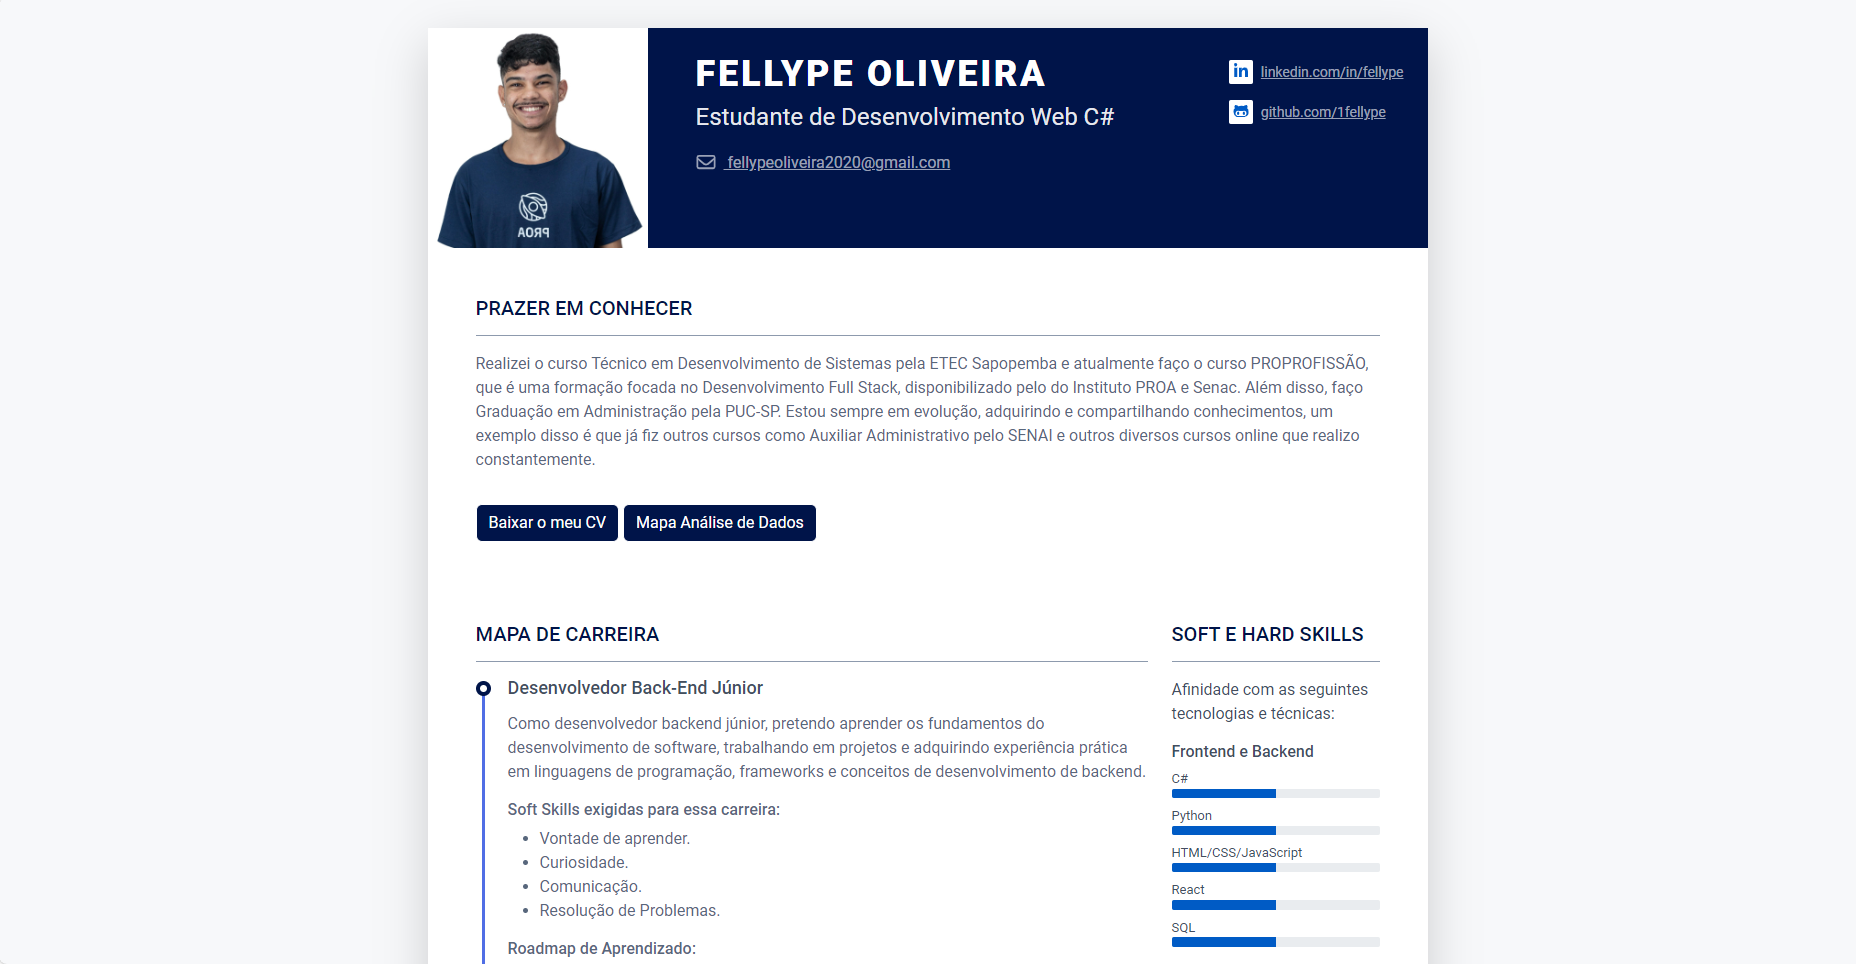 FELLYPE OLIVEIRA
Estudante de Desenvolvimento Web C#
fellypeoliveira2020@gmail.com
linkedin.com/in/fellype
github.com/1fellype
PROA
PRAZER EM CONHECER
Realizei o curso Técnico em Desenvolvimento de Sistemas pela ETEC Sapopemba e atualmente faço o curso PROPROFISSÃO,
que é uma formação focada no Desenvolvimento Full Stack, disponibilizado pelo do Instituto PROA e Senac. Além disso, faço
Graduação em Administração pela PUC-SP. Estou sempre em evolução, adquirindo e compartilhando conhecimentos, um
exemplo disso é que já fiz outros cursos como Auxiliar Administrativo pelo SENAI e outros diversos cursos online que realizo
constantemente.
Baixar o meu CV
Mapa Análise de Dados
MAPA DE CARREIRA
Desenvolvedor Back-End Júnior
Como desenvolvedor backend júnior, pretendo aprender os fundamentos do
desenvolvimento de software, trabalhando em projetos e adquirindo experiência prática
em linguagens de programação, frameworks e conceitos de desenvolvimento de backend.
Soft Skills exigidas para essa carreira:
• Vontade de aprender.
• Curiosidade.
• Comunicação.
• Resolução de Problemas.
Roadmap de Aprendizado:
SOFT E HARD SKILLS
Afinidade com as seguintes
tecnologias e técnicas:
Frontend e Backend
C#
Python
HTML/CSS/JavaScript
React
SQL